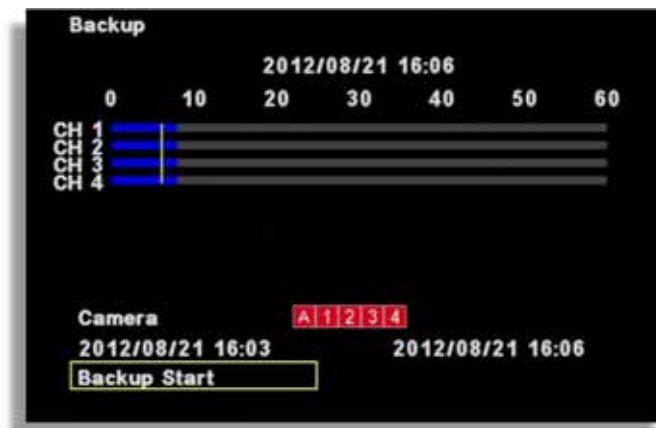 Backup
2012/08/21 16:06
0 10 20 30 40 50 60
CH 1
CH 2
CH 3
CH 4
Camera A 1 2 3 4
2012/08/21 16:03 2012/08/21 16:06
Backup Start